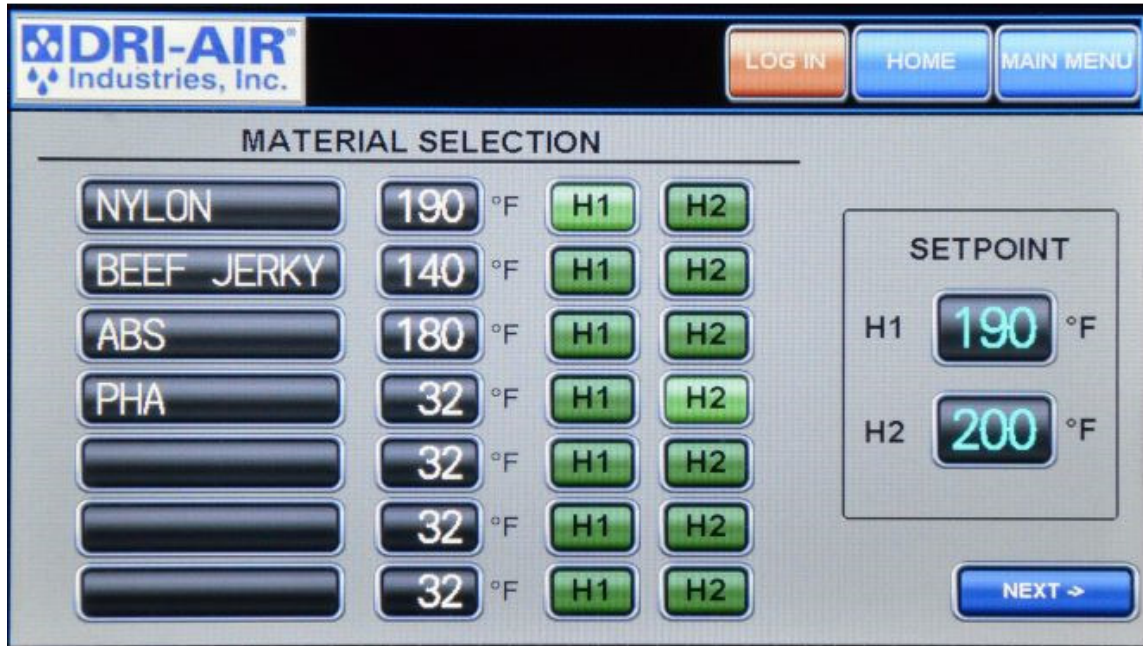 DRI-AIR®
Industries, Inc.
LOG IN HOME MAIN MENU
MATERIAL SELECTION
NYLON 190 °F H1 H2
BEEF JERKY 140 °F H1 H2
ABS 180 °F H1 H2
PHA 32 °F H1 H2
32 °F H1 H2
32 °F H1 H2
32 °F H1 H2
SETPOINT
H1 190 °F
H2 200 °F
NEXT ->